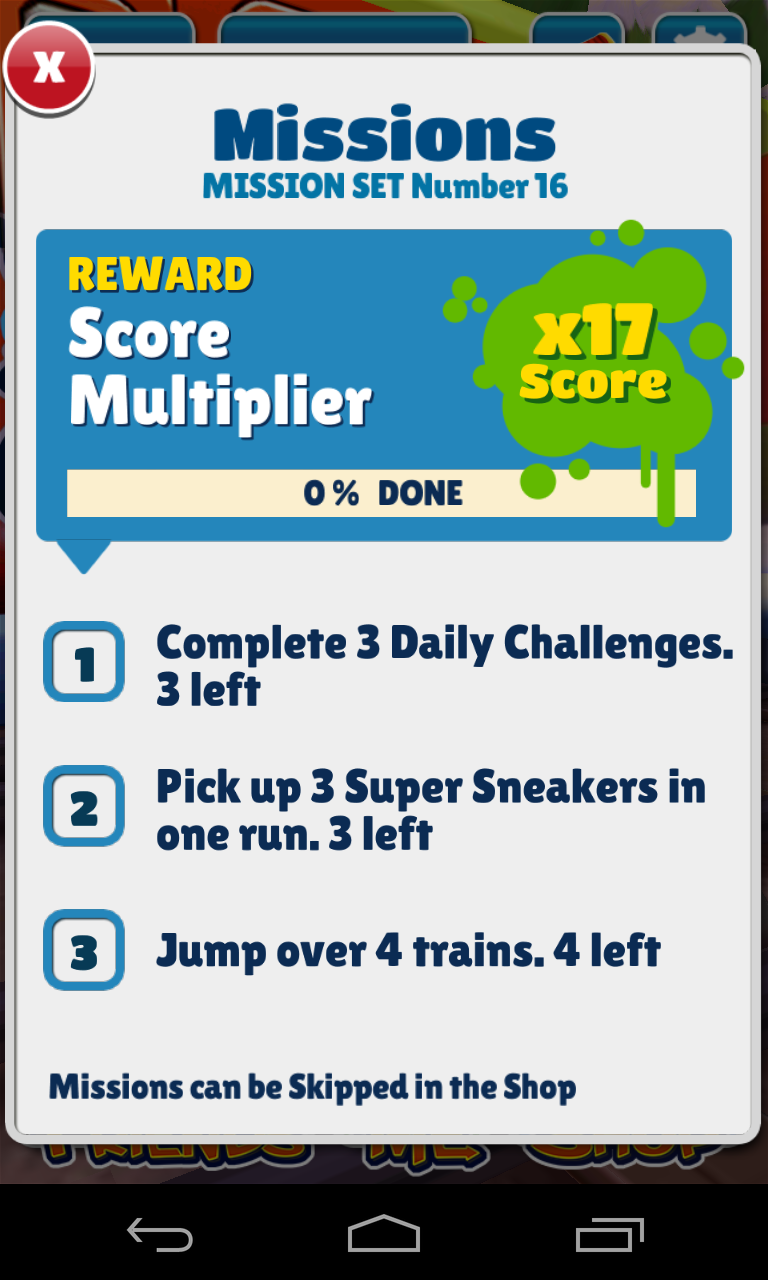 X
Missions
MISSION SET Number 16
REWARD
Score
Multiplier
x17
Score
0 % DONE
1
Complete 3 Daily Challenges.
3 left
2
Pick up 3 Super Sneakers in
one run. 3 left
3
Jump over 4 trains. 4 left
Missions can be Skipped in the Shop
FRIENDS ME SHOP